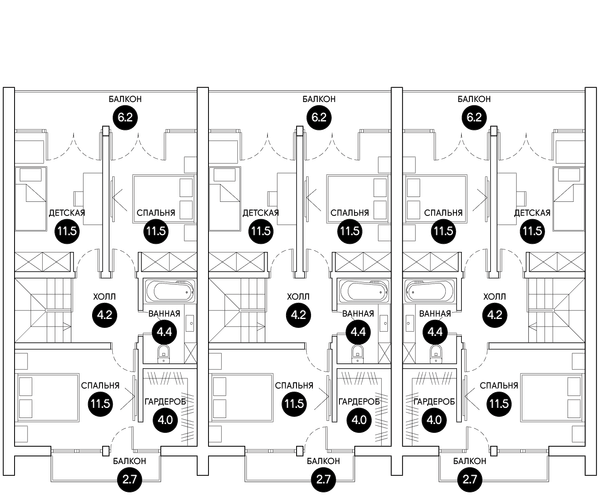 БАЛКОН БАЛКОН БАЛКОН
6.2 6.2 6.2
ДЕТСКАЯ СПАЛЬНЯ ДЕТСКАЯ СПАЛЬНЯ СПАЛЬНЯ ДЕТСКАЯ
11.5 11.5 11.5 11.5 11.5 11.5
ХОЛЛ ХОЛЛ ХОЛЛ
4.2 4.2 4.2
ВАННАЯ ВАННАЯ ВАННАЯ
4.4 4.4 4.4
СПАЛЬНЯ СПАЛЬНЯ СПАЛЬНЯ
11.5 11.5 11.5
ГАРДЕРОБ ГАРДЕРОБ ГАРДЕРОБ
4.0 4.0 4.0
БАЛКОН БАЛКОН БАЛКОН
2.7 2.7 2.7